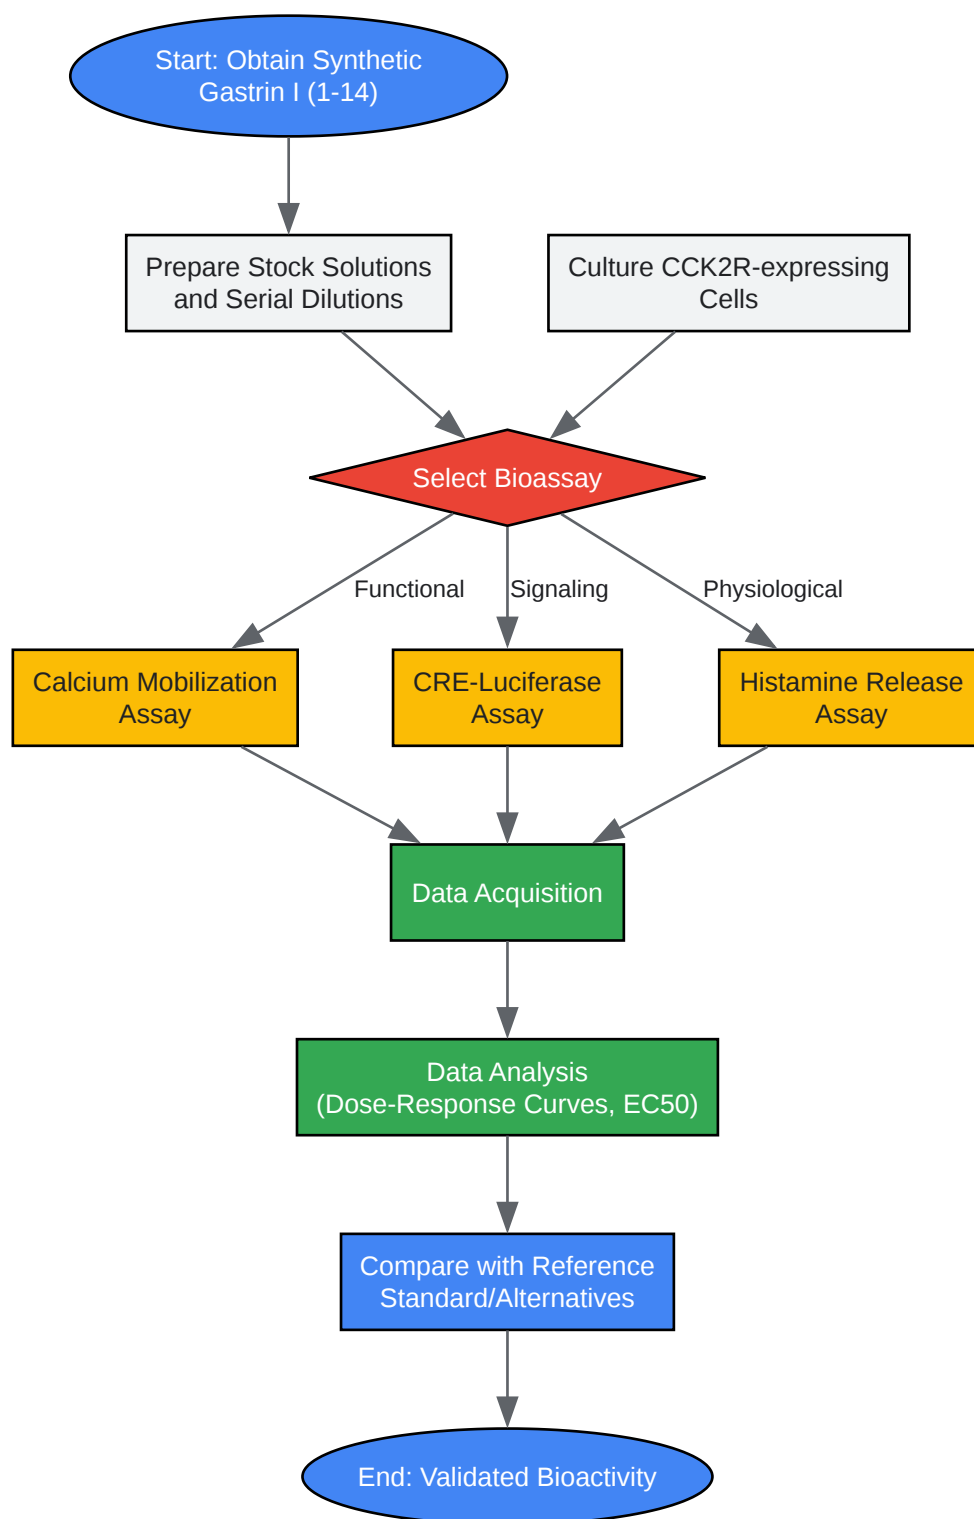 Start: Obtain Synthetic
Gastrin I (1-14)
Prepare Stock Solutions
and Serial Dilutions
Culture CCK2R-expressing
Cells
Select Bioassay
Functional
Signaling
Physiological
Calcium Mobilization
Assay
CRE-Luciferase
Assay
Histamine Release
Assay
Data Acquisition
Data Analysis
(Dose-Response Curves, EC50)
Compare with Reference
Standard/Alternatives
End: Validated Bioactivity